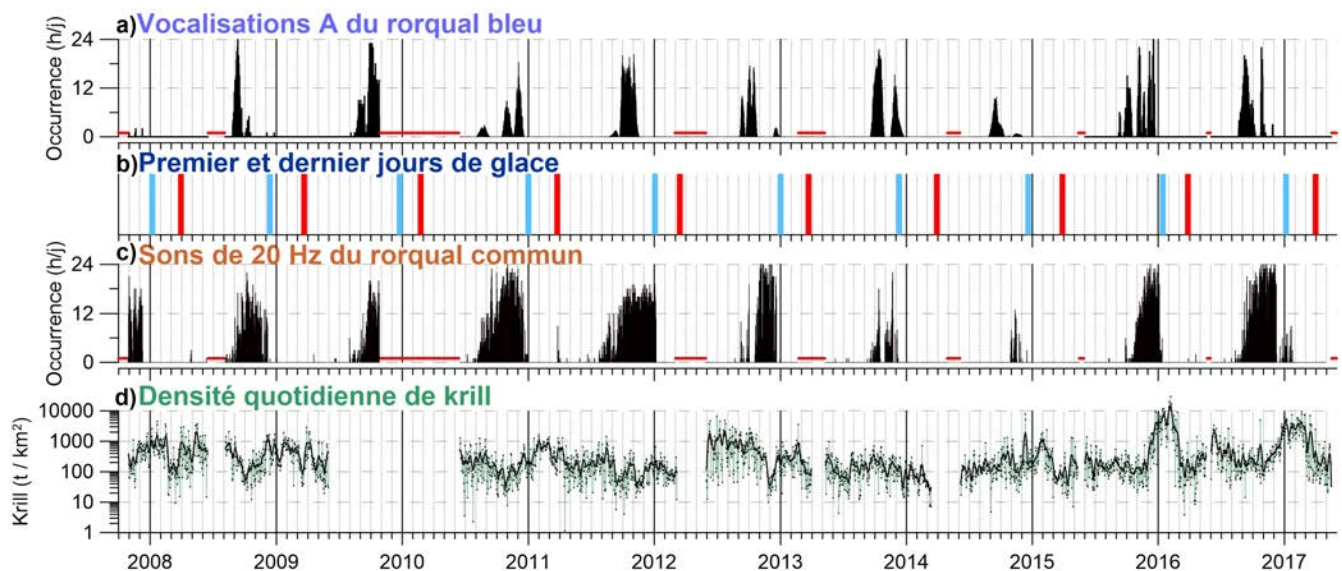 a) Vocalisations A du rorqual bleu
Occurrence (h/j)
24
12
0
b) Premier et dernier jours de glace
c) Sons de 20 Hz du rorqual commun
Occurrence (h/j)
24
12
0
d) Densité quotidienne de krill
Krill (t / km²)
10000
1000
100
10
1
2008 2009 2010 2011 2012 2013 2014 2015 2016 2017